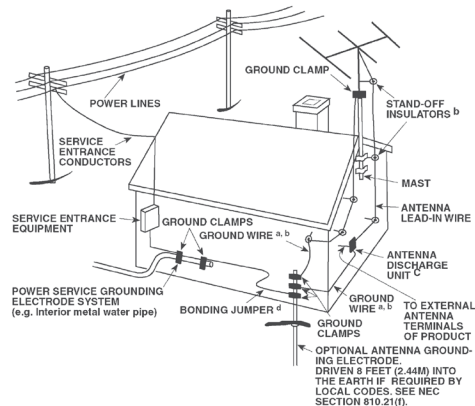 GROUND CLAMP
POWER LINES
STAND-OFF
INSULATORS b
SERVICE
ENTRANCE
CONDUCTORS
MAST
ANTENNA
LEAD-IN WIRE
SERVICE ENTRANCE
EQUIPMENT
GROUND CLAMPS
GROUND WIRE a, b
ANTENNA
DISCHARGE
UNIT C
POWER SERVICE GROUNDING
ELECTRODE SYSTEM
(e.g. Interior metal water pipe)
BONDING JUMPER d
GROUND
WIRE a, b
GROUND
CLAMPS
TO EXTERNAL
ANTENNA
TERMINALS
OF PRODUCT
OPTIONAL ANTENNA GROUND-
ING ELECTRODE.
DRIVEN 8 FEET (2.44M) INTO
THE EARTH IF REQUIRED BY
LOCAL CODES. SEE NEC
SECTION 810.21(f).